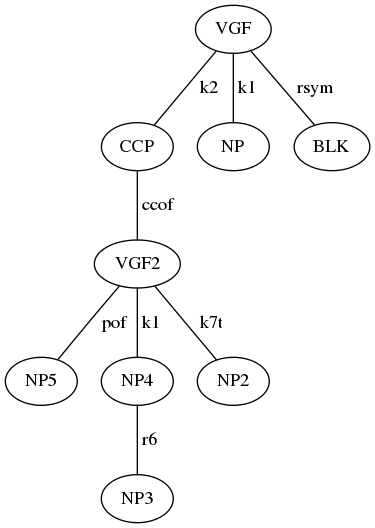 VGF
k2 k1 rsym
CCP NP BLK
ccof
VGF2
pof k1 k7t
NP5 NP4 NP2
r6
NP3